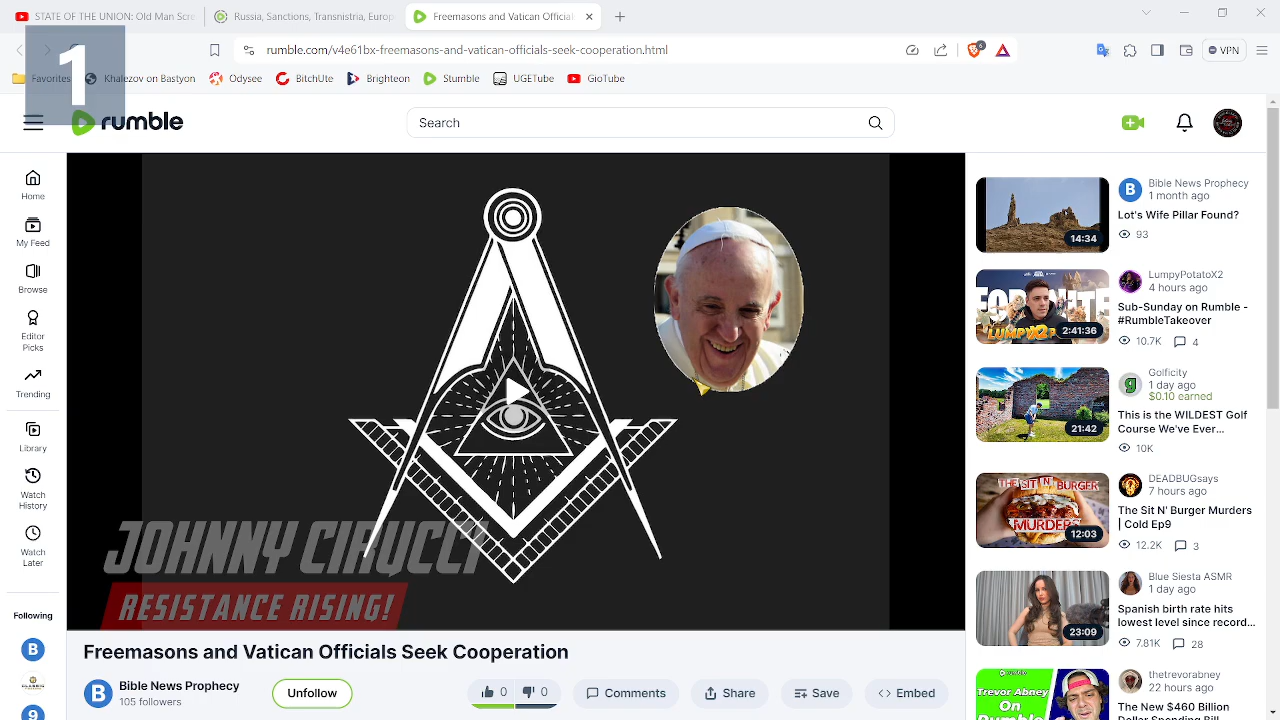 STATE OF THE UNION: Old Man Scre
Russia, Sanctions, Transnistria, Europ
Freemasons and Vatican Official
rumble.com/v4e61bx-freemasons-and-vatican-officials-seek-cooperation.html
6
VPN
1
Favorites
Khalezov on Bastyon
Odysee
BitchUte
Brighteon
Stumble
UGETube
GioTube
rumble
Search
Home
My Feed
Browse
Editor
Picks
Trending
Library
Watch
History
Watch
Later
Following
B
9
JOHNNY CIRUCCI
RESISTANCE RISING!
Freemasons and Vatican Officials Seek Cooperation
B
Bible News Prophecy
105 followers
Unfollow
0
0
Comments
Share
Save
Embed
14:34
B
Bible News Prophecy
1 month ago
Lot's Wife Pillar Found?
93
FORTNITE
2:41:36
LumpyPotatoX2
4 hours ago
Sub-Sunday on Rumble -
#RumbleTakeover
10.7K
4
21:42
g
Golficity
1 day ago
$0.10 earned
This is the WILDEST Golf
Course We've Ever...
10K
THE SIT N' BURGER
MURDERS
12:03
DEADBUGsays
7 hours ago
The Sit N' Burger Murders
| Cold Ep9
12.2K
3
23:09
Blue Siesta ASMR
1 day ago
Spanish birth rate hits
lowest level since record...
7.81K
28
rumble
Trevor Abney
On
Rumble
thetrevorabney
22 hours ago
The New $460 Billion
Dollar Spending Bill